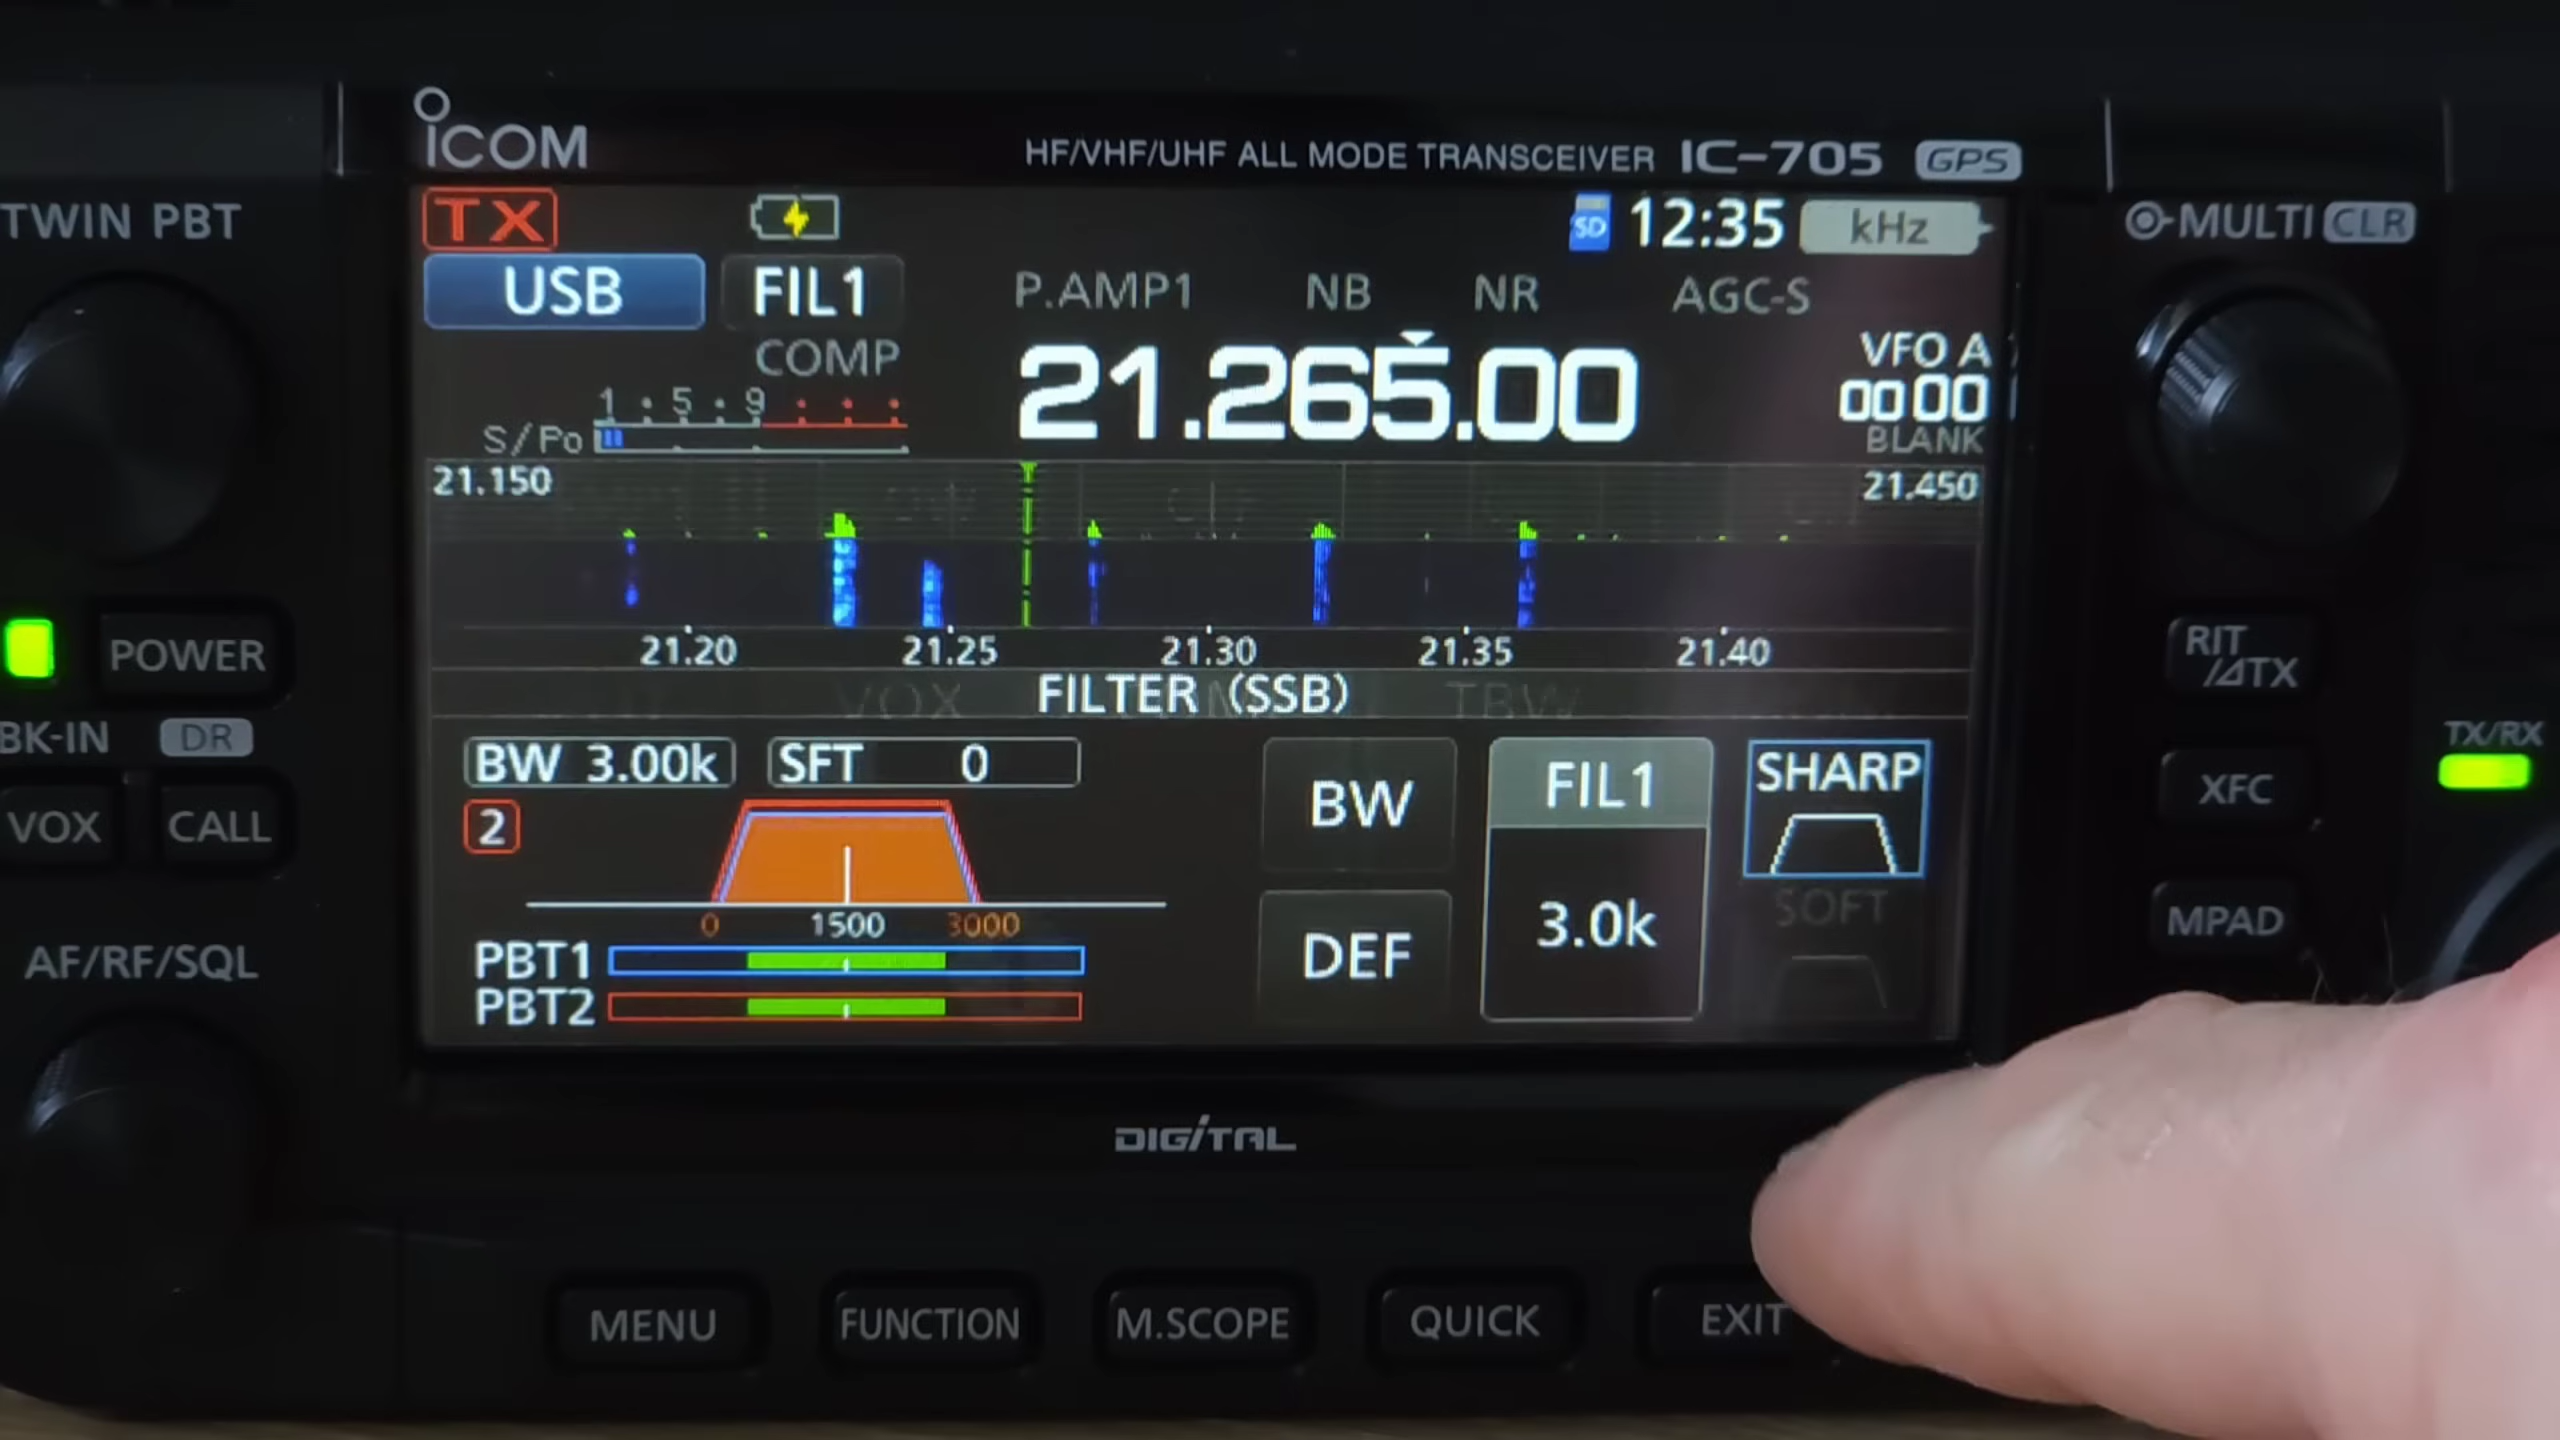 ICOM
HF/VHF/UHF ALL MODE TRANSCEIVER IC-705 GPS
TWIN PBT
TX
SD 12:35 kHz
MULTI CLR
USB FIL1 P.AMP1 NB NR AGC-S
COMP
21.265.00
VFO A
00 00
BLANK
1 5 9
S/Po
21.150 21.450
21.20 21.25 21.30 21.35 21.40
POWER
BK-IN DR
VOX CALL
AF/RF/SQL
VOX FILTER (SSB) TBW
BW 3.00k SFT 0
2
0 1500 3000
PBT1
PBT2
BW
DEF
FIL1
3.0k
SHARP
SOFT
RIT
/⊿TX
XFC
MPAD
TX/RX
DIGITAL
MENU FUNCTION M.SCOPE QUICK EXIT